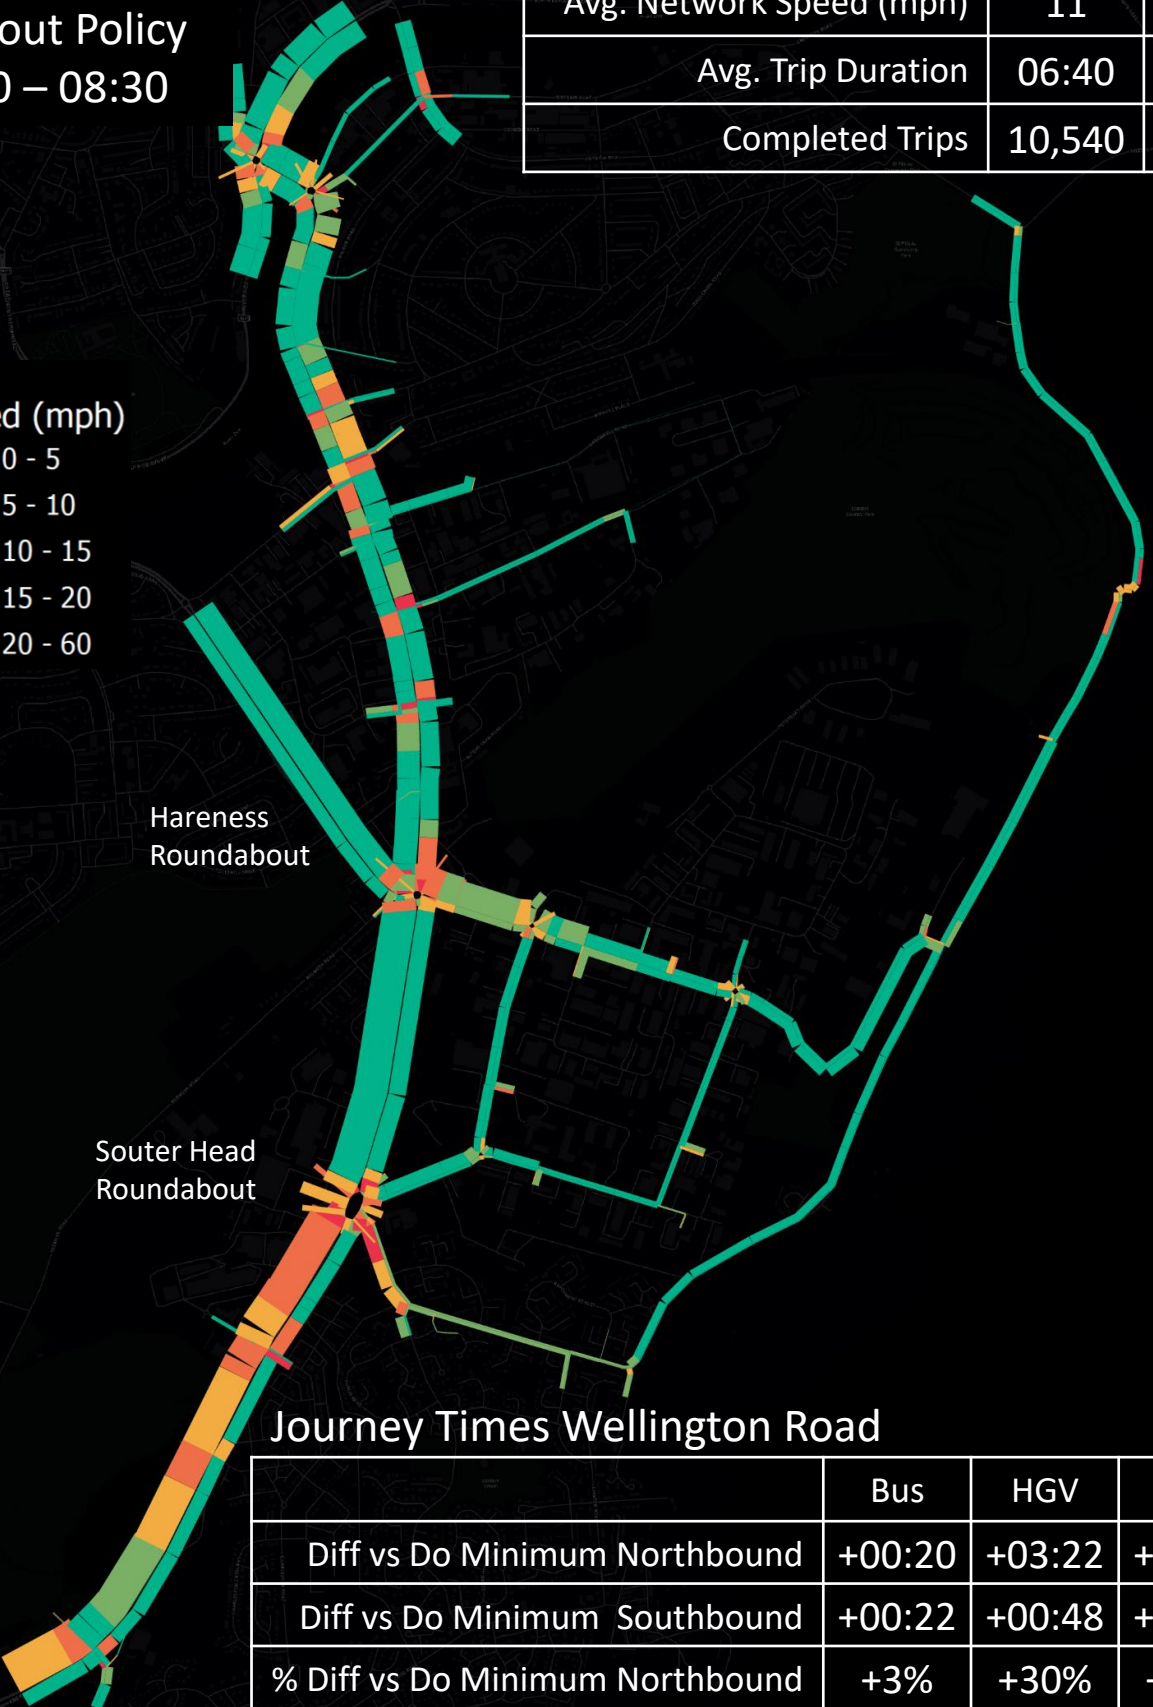 out Policy
0 – 08:30
Avg. Network Speed (mph) 11
Avg. Trip Duration 06:40
Completed Trips 10,540
ed (mph)
0 - 5
5 - 10
10 - 15
15 - 20
20 - 60
Hareness
Roundabout
Souter Head
Roundabout
Journey Times Wellington Road
Bus HGV
Diff vs Do Minimum Northbound +00:20 +03:22 +
Diff vs Do Minimum Southbound +00:22 +00:48 +
% Diff vs Do Minimum Northbound +3% +30%